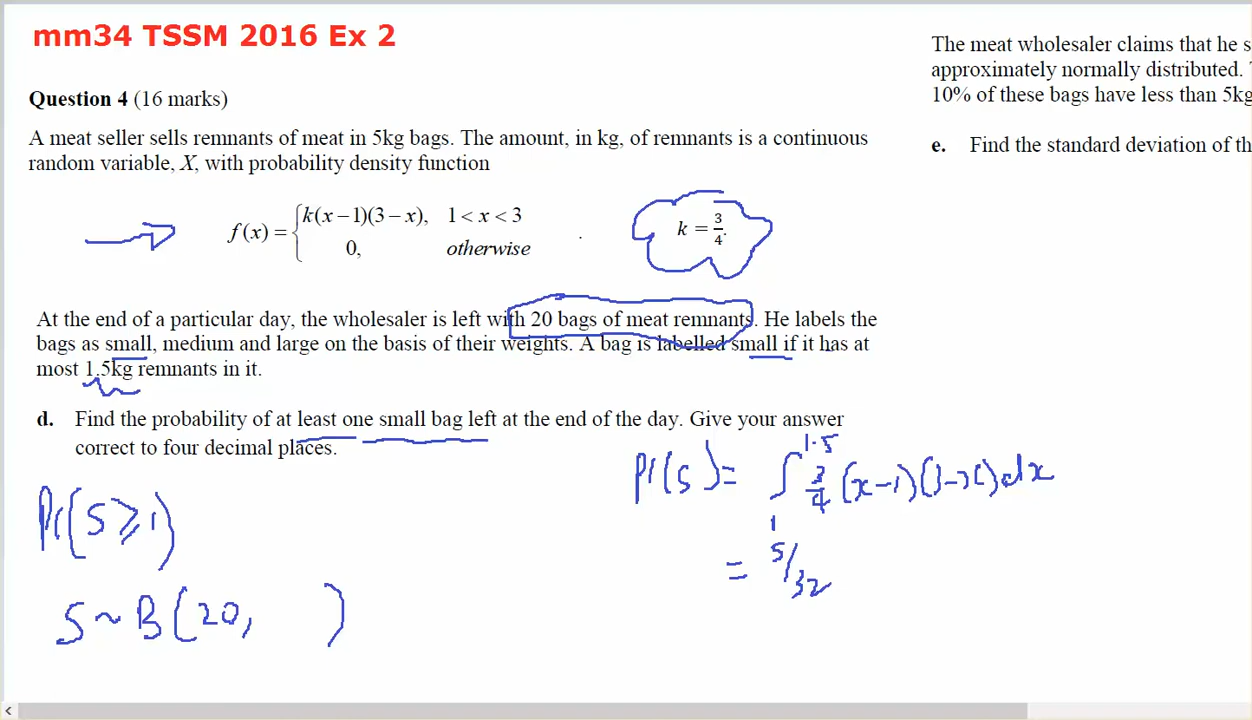 mm34 TSSM 2016 Ex 2
Question 4 (16 marks)
A meat seller sells remnants of meat in 5kg bags. The amount, in kg, of remnants is a continuous
random variable, X, with probability density function
f(x) = { k(x−1)(3−x), 1 < x < 3
0, otherwise
k = 3/4.
At the end of a particular day, the wholesaler is left with 20 bags of meat remnants. He labels the
bags as small, medium and large on the basis of their weights. A bag is labelled small if it has at
most 1.5kg remnants in it.
d. Find the probability of at least one small bag left at the end of the day. Give your answer
correct to four decimal places.
Pr(S ≥ 1)
S ~ B(20, )
Pr(S) = ∫₁^1.5 3/4 (x−1)(3−x) dx
= 5/32
The meat wholesaler claims that he s
approximately normally distributed.
10% of these bags have less than 5kg
e. Find the standard deviation of th